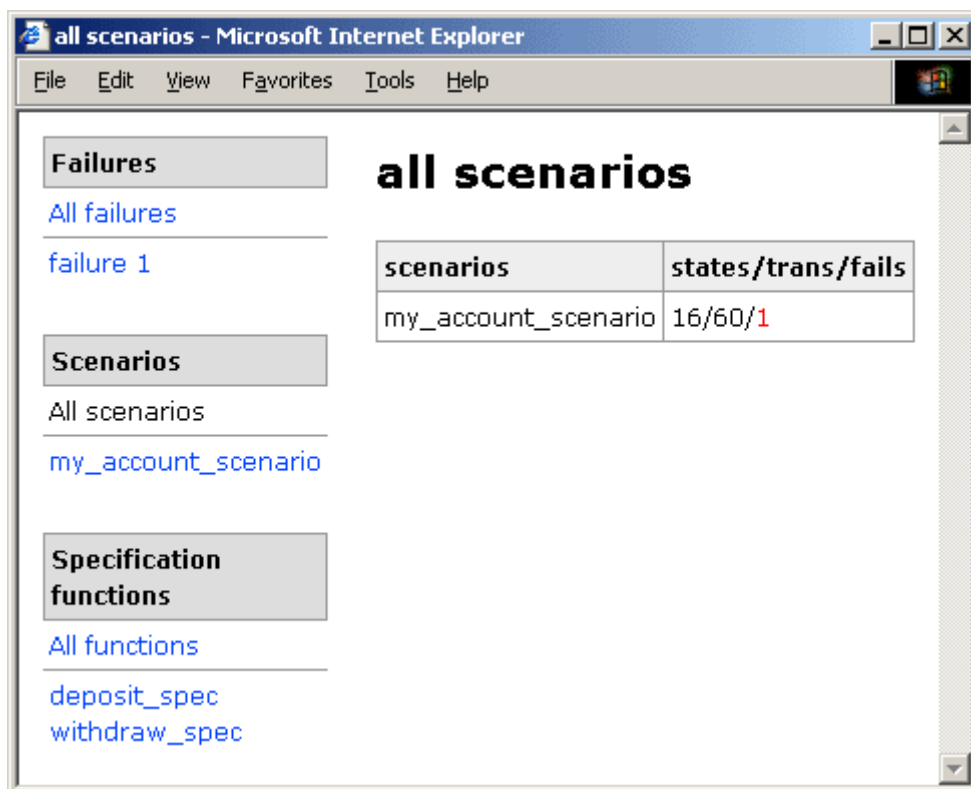 all scenarios - Microsoft Internet Explorer
File Edit View Favorites Tools Help
Failures
All failures
failure 1
Scenarios
All scenarios
my_account_scenario
Specification
functions
All functions
deposit_spec
withdraw_spec
all scenarios
scenarios states/trans/fails
my_account_scenario 16/60/1